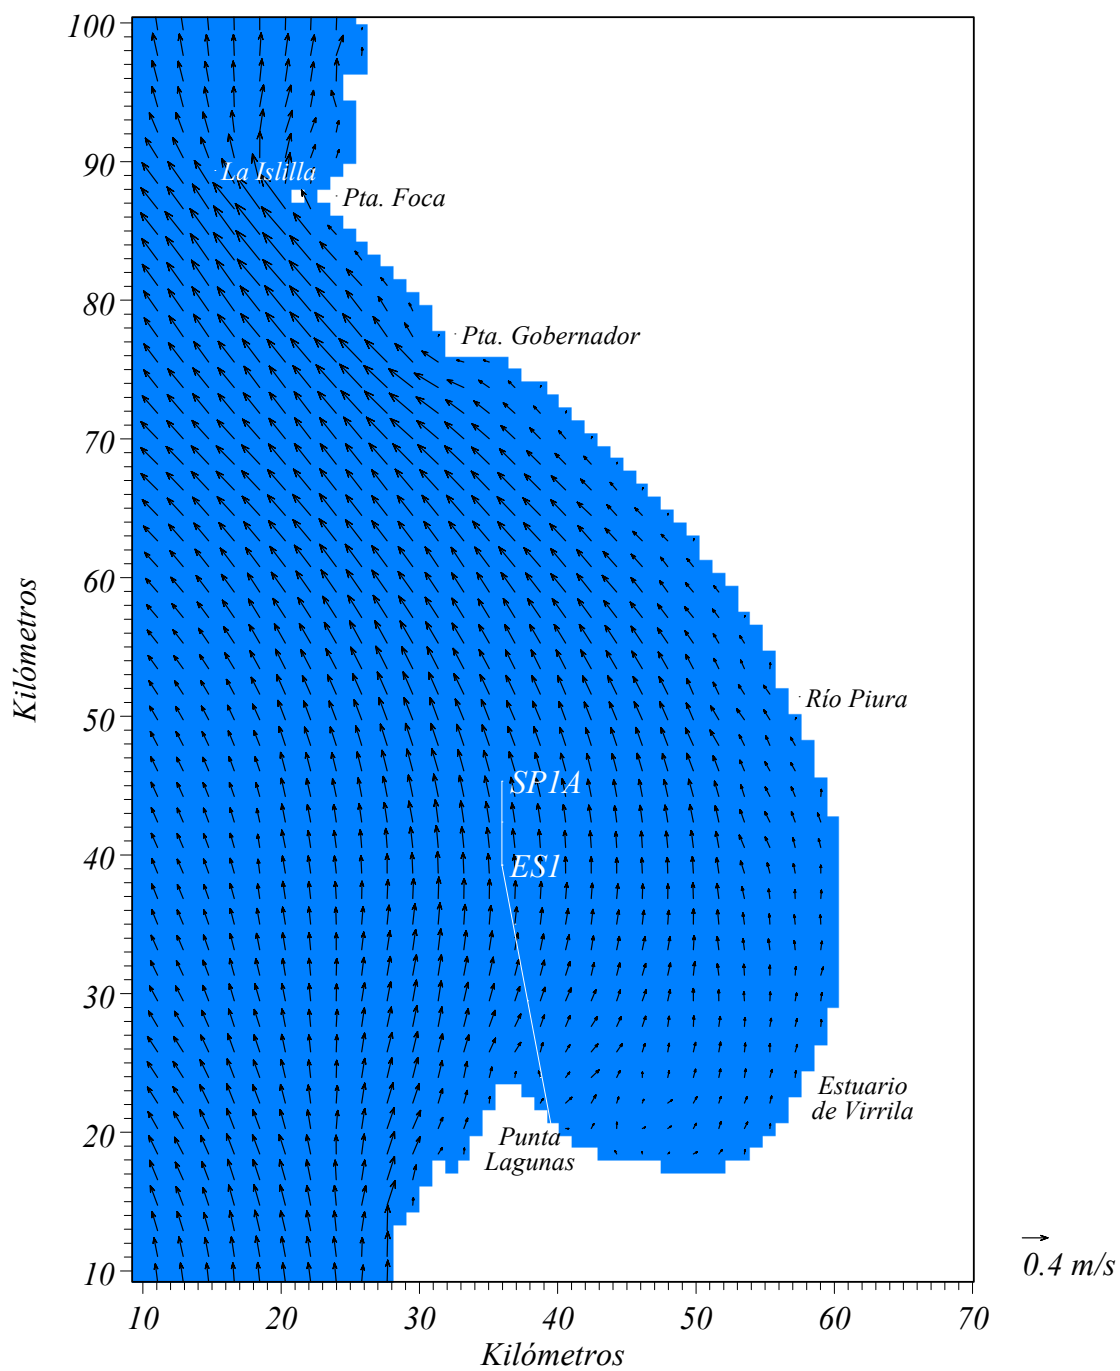 100
90
La Islilla
Pta. Foca
80
Pta. Gobernador
70
60
Kilómetros
Río Piura
50
SP1A
40
ES1
30
Estuario
de Virrila
20
Punta
Lagunas
10
0.4 m/s
10 20 30 40 50 60 70
Kilómetros